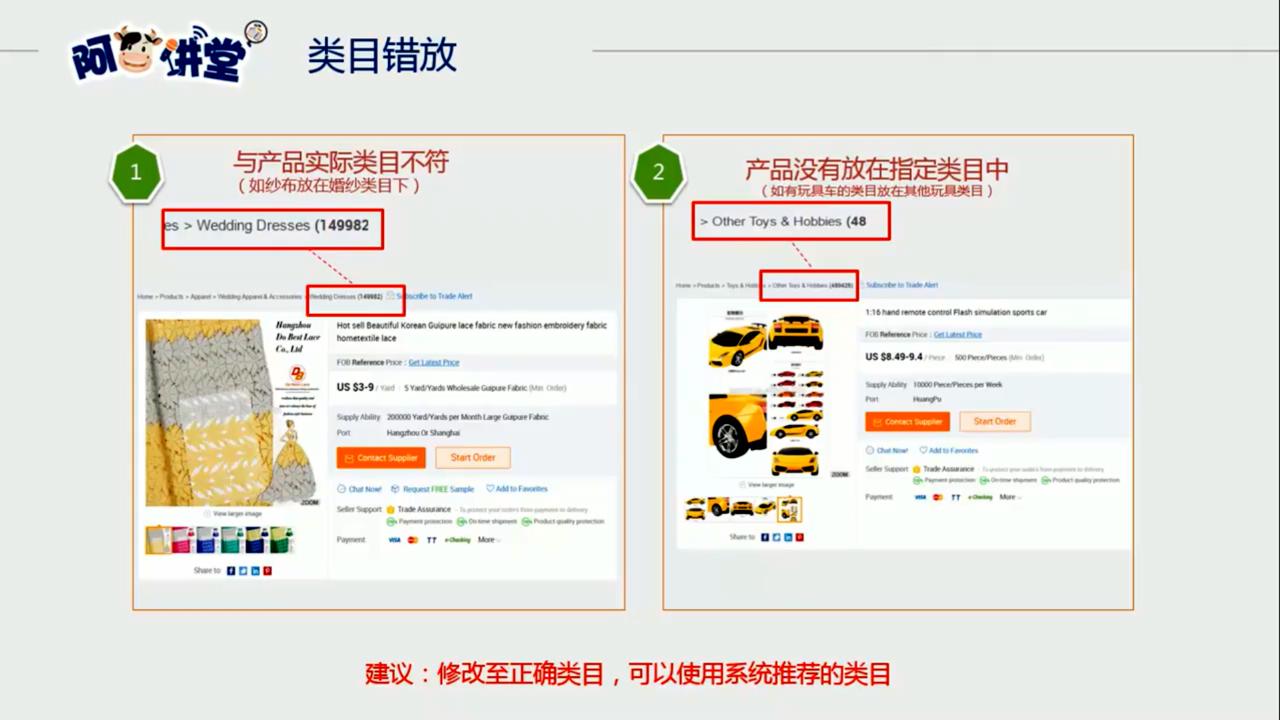 阿牛讲堂
类目错放
1
与产品实际类目不符
（如纱布放在婚纱类目下）
es > Wedding Dresses (149982
Home > Products > Apparel > Wedding Apparel & Accessories > Wedding Dresses (149982) Subscribe to Trade Alert
Hangzhou
Do Best Lace
Co., Ltd
Hot sell Beautiful Korean Guipure lace fabric new fashion embroidery fabric
hometextile lace
FOB Reference Price : Get Latest Price
US $3-9 / Yard 5 Yard/Yards Wholesale Guipure Fabric (Min. Order)
Supply Ability: 200000 Yard/Yards per Month Large Guipure Fabric
Port: Hangzhou Or Shanghai
Contact Supplier Start Order
Chat Now! Request FREE Sample Add to Favorites
Seller Support: Trade Assurance - To protect your orders from payment to delivery
Payment protection On-time shipment Product quality protection
Payment: VISA TT e-Checking More
ZOOM
View larger image
Share to:
2
产品没有放在指定类目中
（如有玩具车的类目放在其他玩具类目）
> Other Toys & Hobbies (48
Home > Products > Toys & Hobbies > Other Toys & Hobbies (489429) Subscribe to Trade Alert
1:16 hand remote control Flash simulation sports car
FOB Reference Price : Get Latest Price
US $8.49-9.4 / Piece 500 Piece/Pieces (Min. Order)
Supply Ability: 10000 Piece/Pieces per Week
Port: HuangPu
Contact Supplier Start Order
Chat Now! Add to Favorites
Seller Support: Trade Assurance - To protect your orders from payment to delivery
Payment protection On-time shipment Product quality protection
Payment: VISA TT e-Checking More
ZOOM
View larger image
Share to:
建议：修改至正确类目，可以使用系统推荐的类目